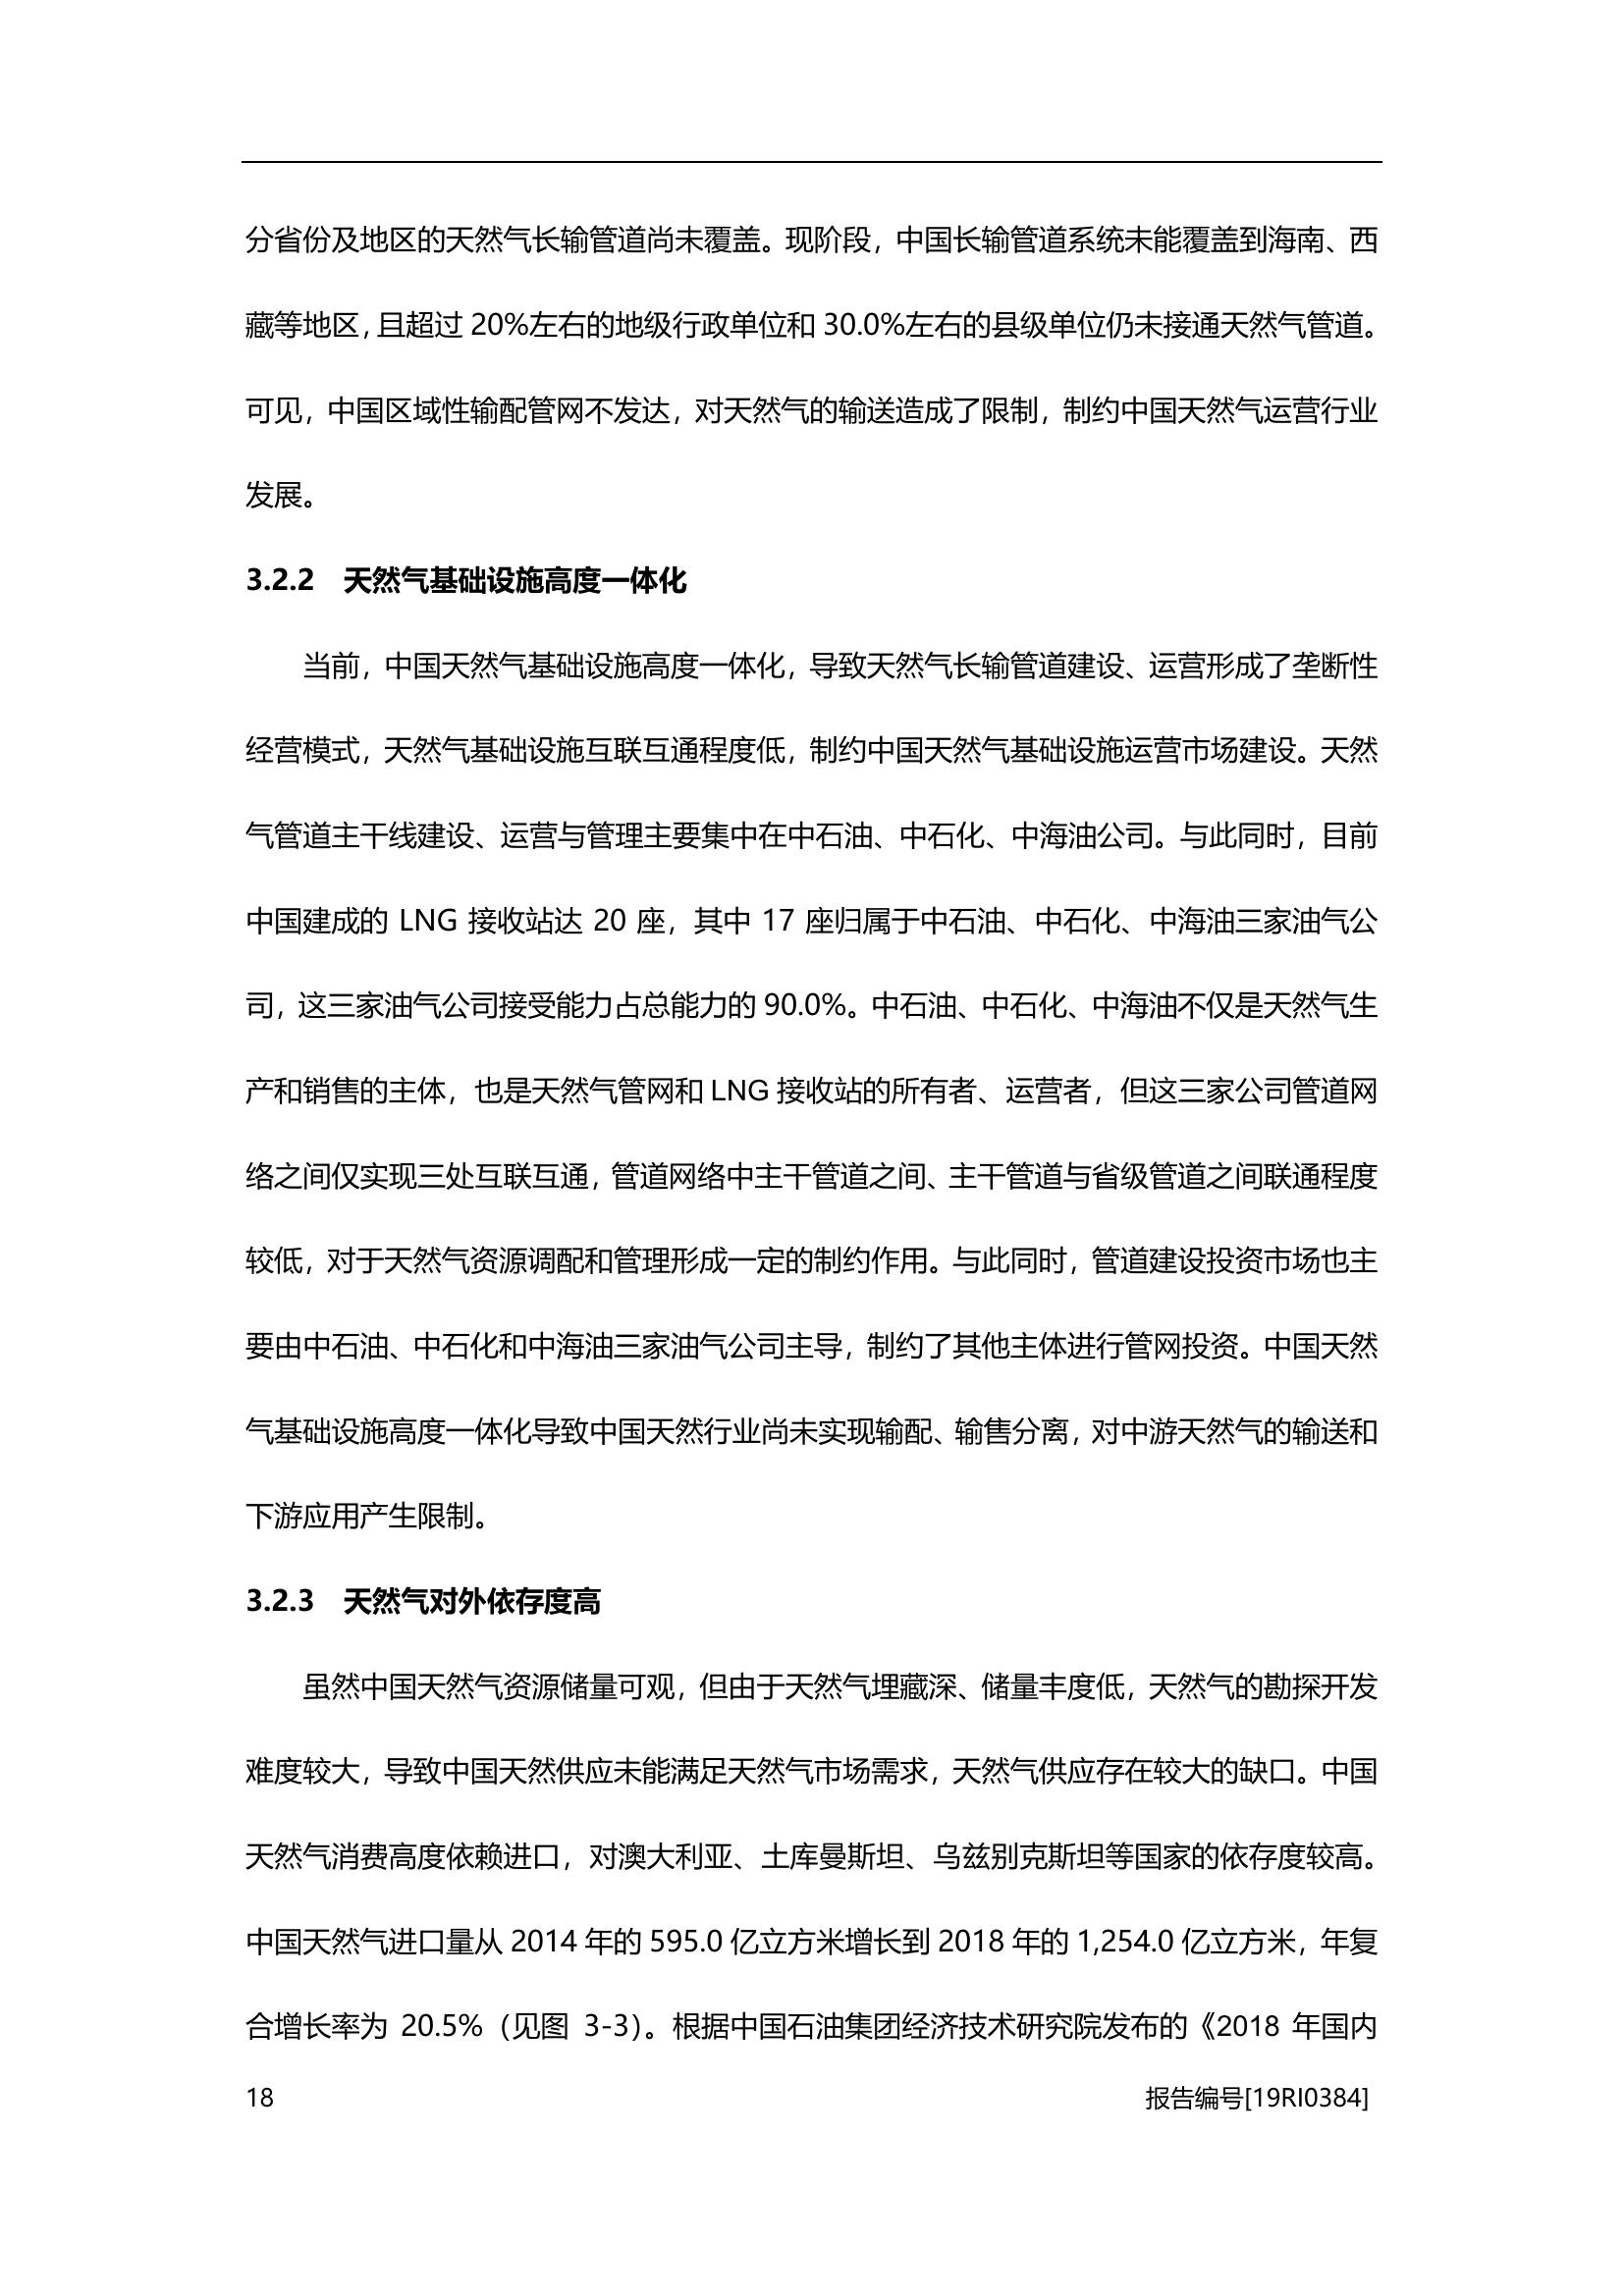 分省份及地区的天然气长输管道尚未覆盖。现阶段，中国长输管道系统未能覆盖到海南、西
藏等地区，且超过 20%左右的地级行政单位和 30.0%左右的县级单位仍未接通天然气管道。
可见，中国区域性输配管网不发达，对天然气的输送造成了限制，制约中国天然气运营行业
发展。
3.2.2 天然气基础设施高度一体化
当前，中国天然气基础设施高度一体化，导致天然气长输管道建设、运营形成了垄断性
经营模式，天然气基础设施互联互通程度低，制约中国天然气基础设施运营市场建设。天然
气管道主干线建设、运营与管理主要集中在中石油、中石化、中海油公司。与此同时，目前
中国建成的 LNG 接收站达 20 座，其中 17 座归属于中石油、中石化、中海油三家油气公
司，这三家油气公司接受能力占总能力的 90.0%。中石油、中石化、中海油不仅是天然气生
产和销售的主体，也是天然气管网和 LNG 接收站的所有者、运营者，但这三家公司管道网
络之间仅实现三处互联互通，管道网络中主干管道之间、主干管道与省级管道之间联通程度
较低，对于天然气资源调配和管理形成一定的制约作用。与此同时，管道建设投资市场也主
要由中石油、中石化和中海油三家油气公司主导，制约了其他主体进行管网投资。中国天然
气基础设施高度一体化导致中国天然行业尚未实现输配、输售分离，对中游天然气的输送和
下游应用产生限制。
3.2.3 天然气对外依存度高
虽然中国天然气资源储量可观，但由于天然气埋藏深、储量丰度低，天然气的勘探开发
难度较大，导致中国天然供应未能满足天然气市场需求，天然气供应存在较大的缺口。中国
天然气消费高度依赖进口，对澳大利亚、土库曼斯坦、乌兹别克斯坦等国家的依存度较高。
中国天然气进口量从 2014 年的 595.0 亿立方米增长到 2018 年的 1,254.0 亿立方米，年复
合增长率为 20.5%（见图 3-3）。根据中国石油集团经济技术研究院发布的《2018 年国内
18 报告编号[19RI0384]